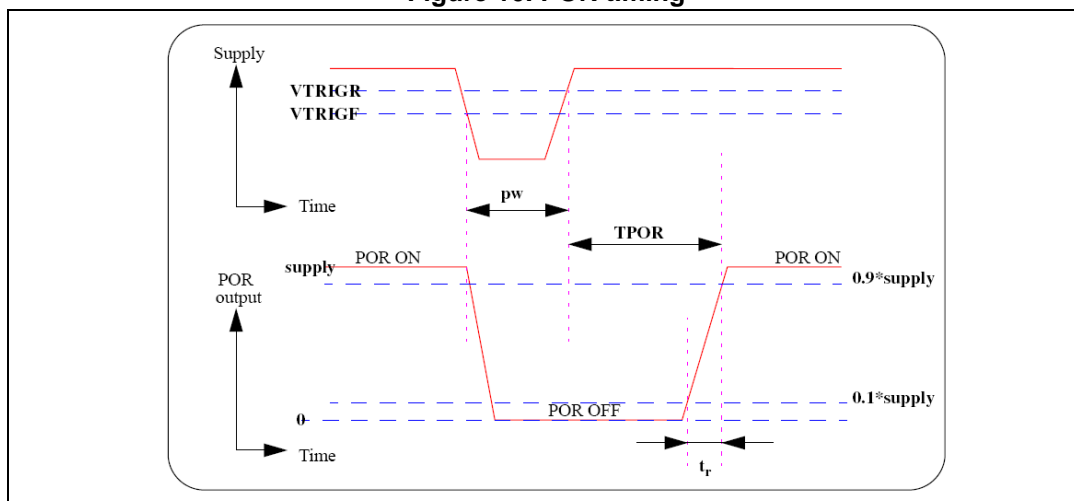 Supply
VTRIGR
VTRIGF
Time
pw
TPOR
supply
POR ON
POR ON
POR
output
0.9*supply
0.1*supply
0
POR OFF
Time
tr